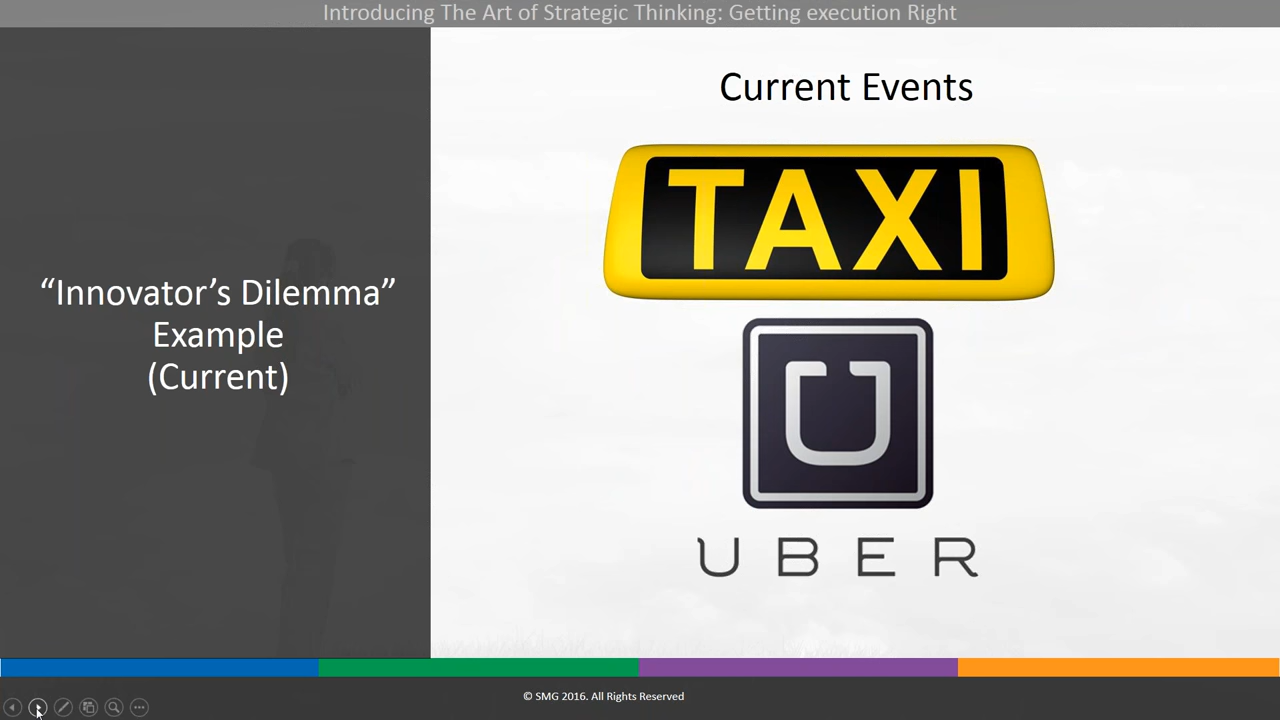 Introducing The Art of Strategic Thinking: Getting execution Right
“Innovator’s Dilemma”
Example
(Current)
Current Events
TAXI
U
UBER
© SMG 2016. All Rights Reserved